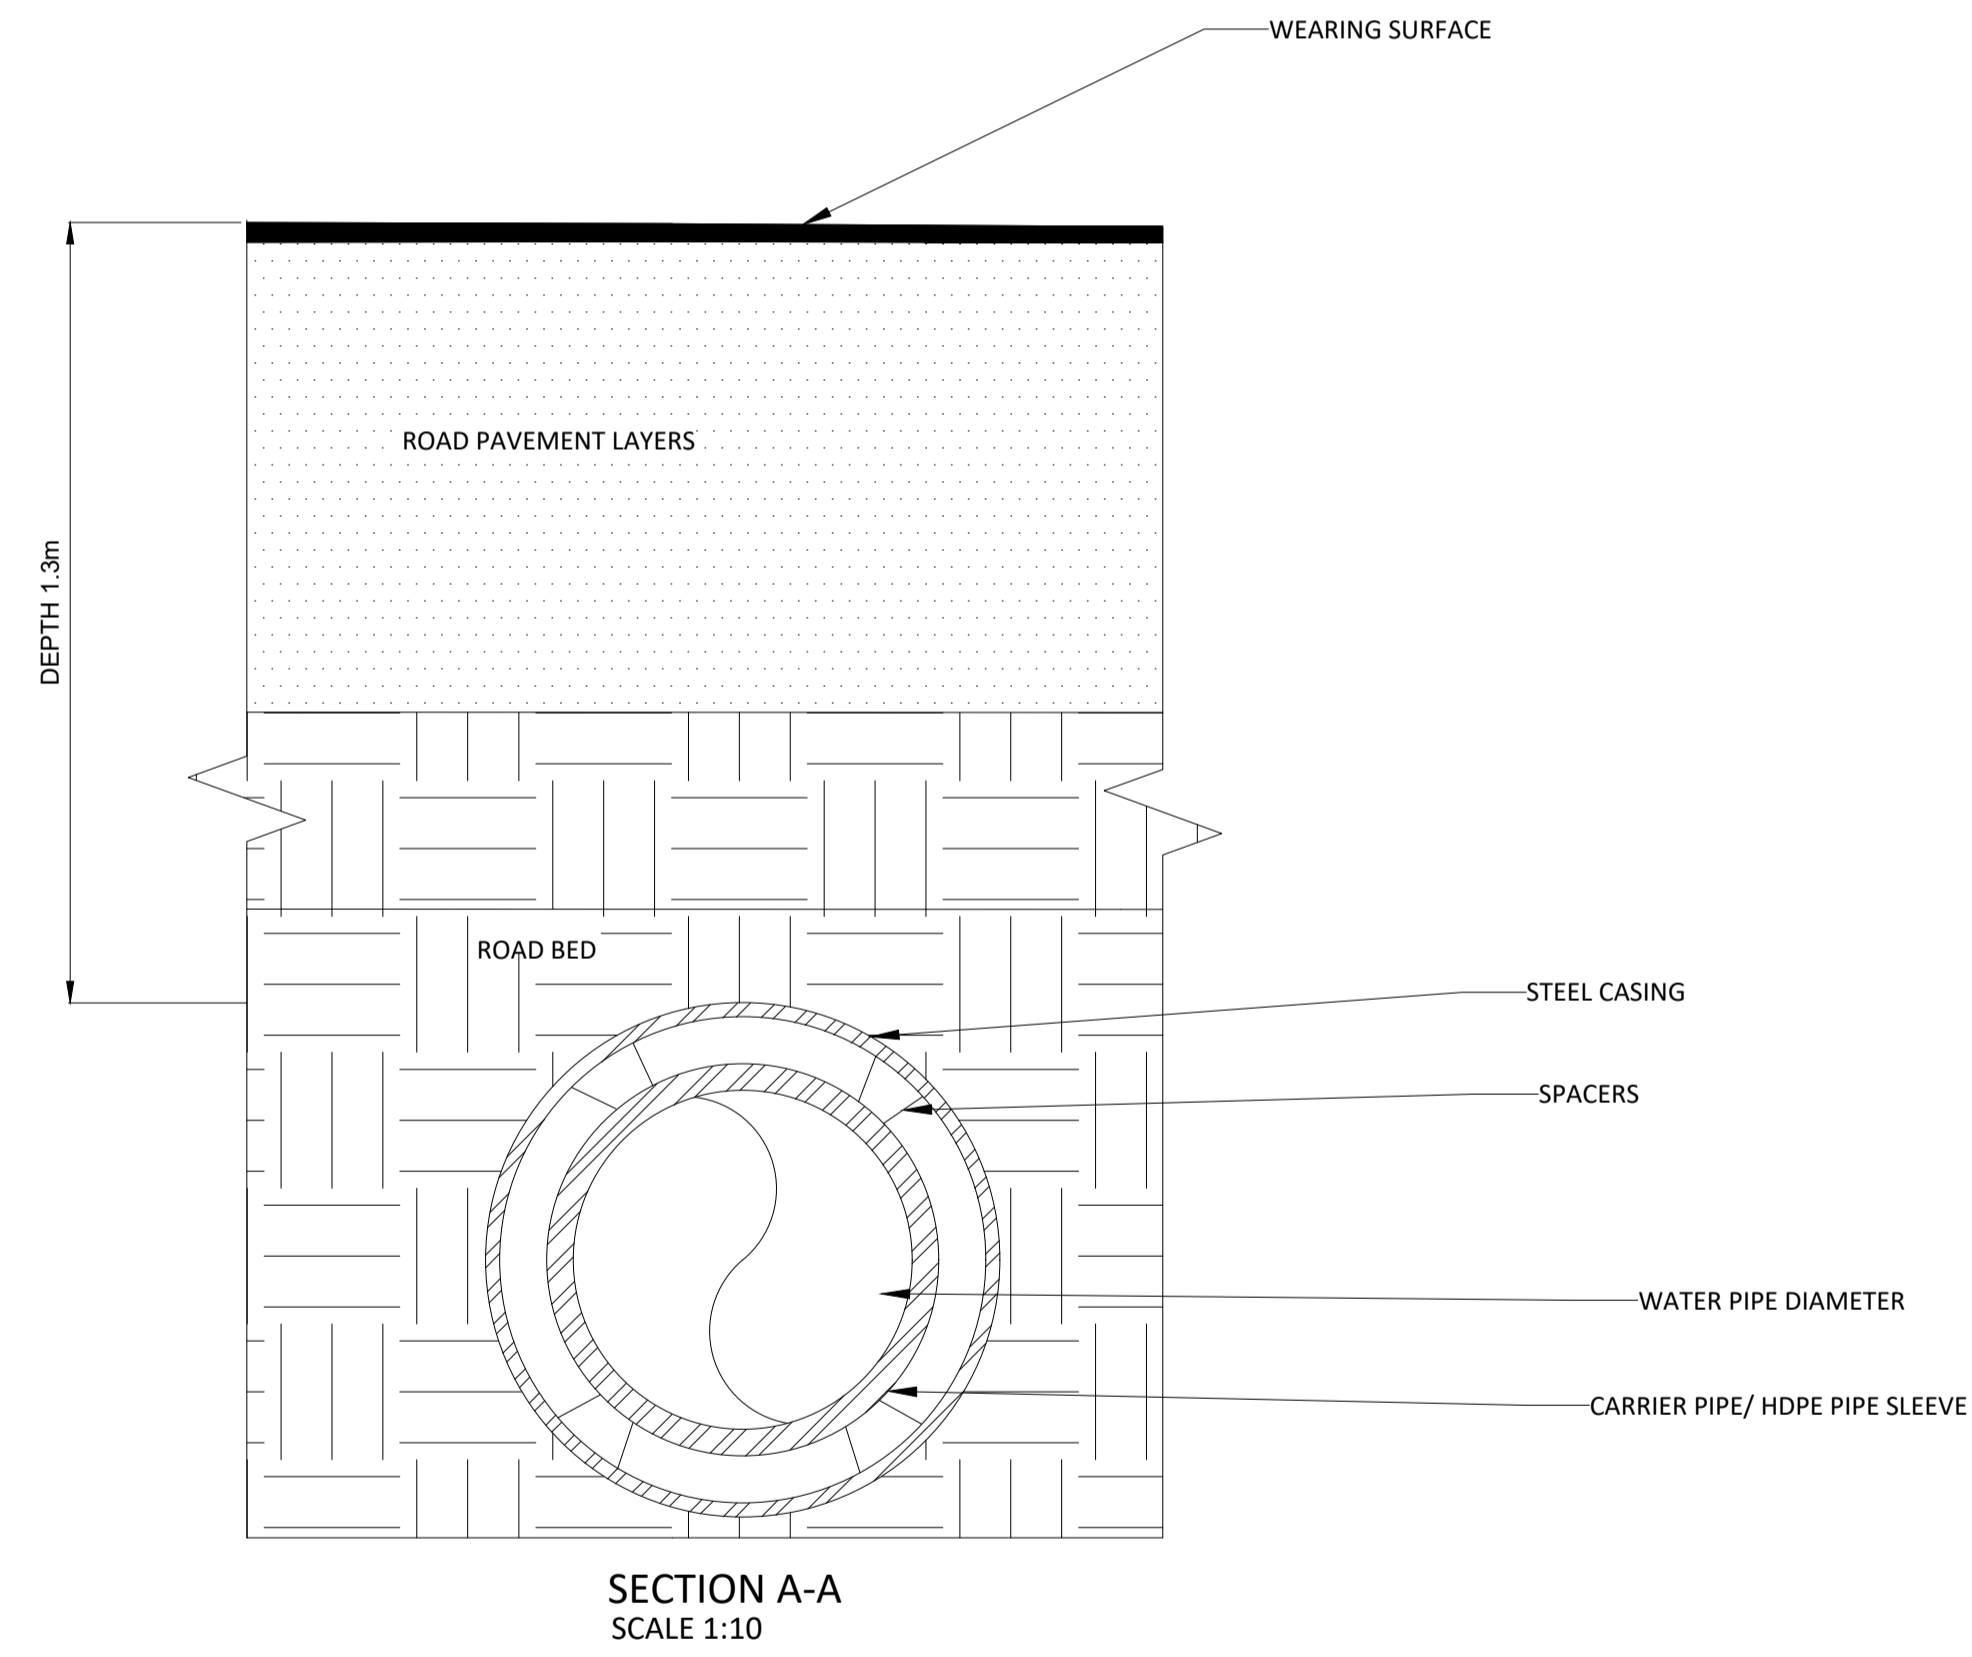 WEARING SURFACE
ROAD PAVEMENT LAYERS
DEPTH 1.3m
ROAD BED
STEEL CASING
SPACERS
WATER PIPE DIAMETER
CARRIER PIPE/ HDPE PIPE SLEEVE
SECTION A-A
SCALE 1:10